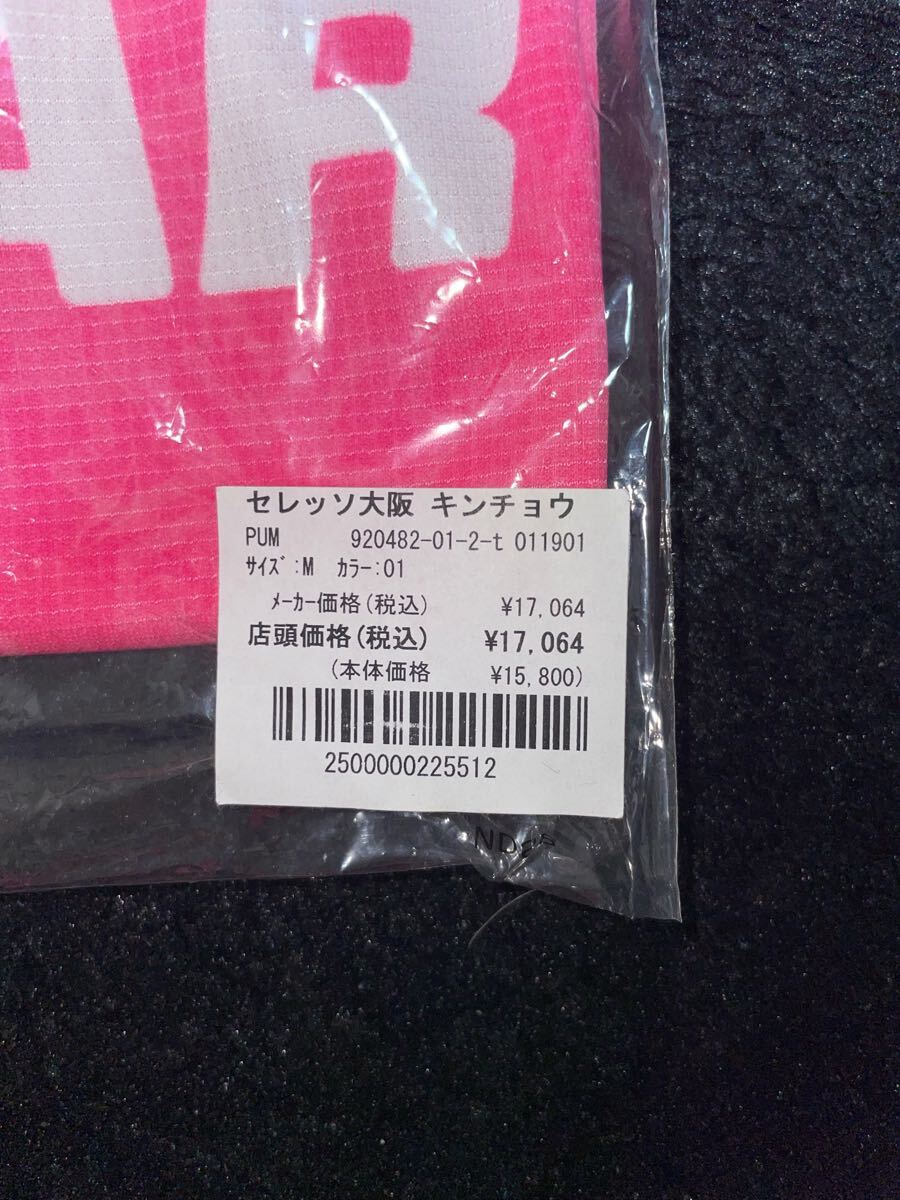 AR
セレッソ大阪 キンチョウ
PUM 920482-01-2-t 011901
サイズ:M カラー:01
メーカー価格(税込) ¥17,064
店頭価格(税込) ¥17,064
(本体価格 ¥15,800)
2500000225512